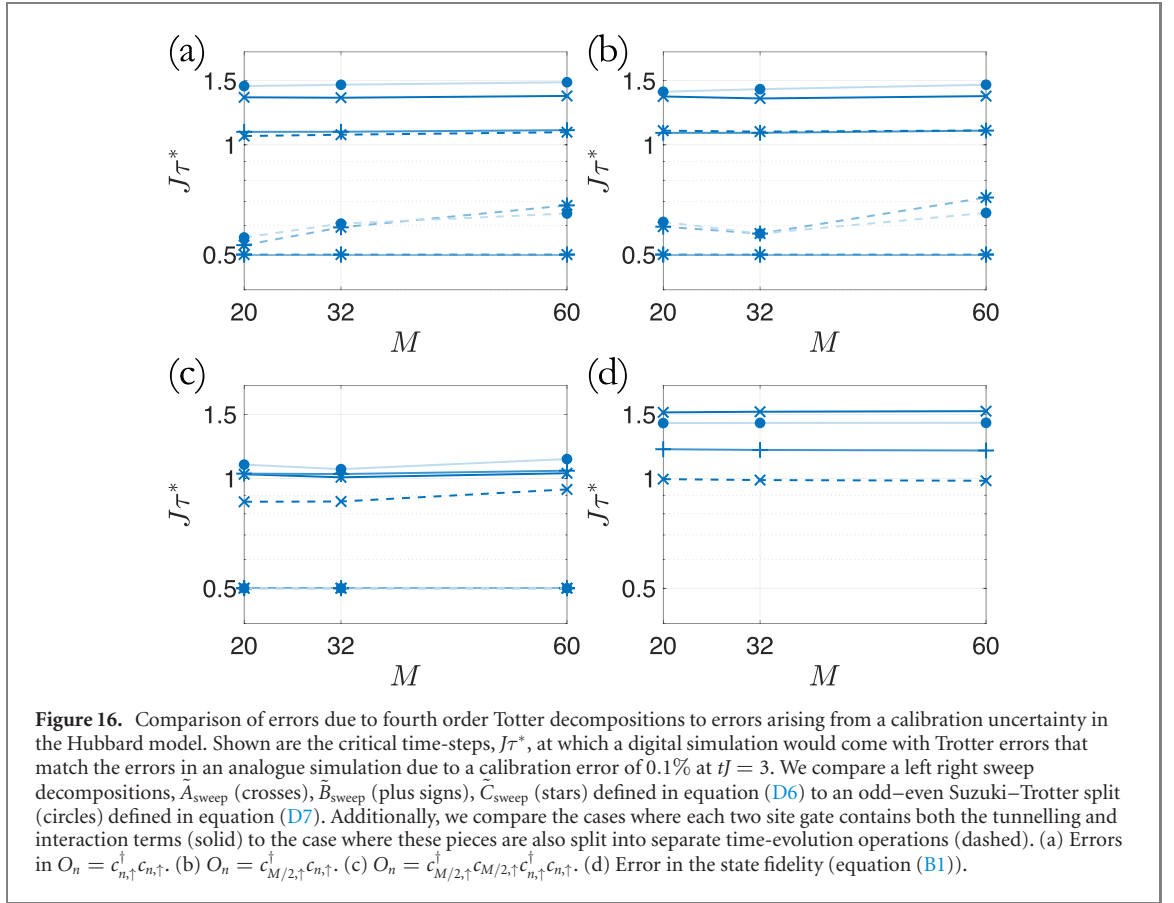 (a)
(b)
1.5
1
0.5
Jτ*
20
32
60
M
1.5
1
0.5
Jτ*
20
32
60
M
(c)
(d)
1.5
1
0.5
Jτ*
20
32
60
M
1.5
1
0.5
Jτ*
20
32
60
M
Figure 16. Comparison of errors due to fourth order Totter decompositions to errors arising from a calibration uncertainty in
the Hubbard model. Shown are the critical time-steps, Jτ*, at which a digital simulation would come with Trotter errors that
match the errors in an analogue simulation due to a calibration error of 0.1% at tJ = 3. We compare a left right sweep
decompositions, Ã_sweep (crosses), B̃_sweep (plus signs), C̃_sweep (stars) defined in equation (D6) to an odd–even Suzuki–Trotter split
(circles) defined in equation (D7). Additionally, we compare the cases where each two site gate contains both the tunnelling and
interaction terms (solid) to the case where these pieces are also split into separate time-evolution operations (dashed). (a) Errors
in O_n = c†_{n,↑}c_{n,↑}. (b) O_n = c†_{M/2,↑}c_{n,↑}. (c) O_n = c†_{M/2,↑}c_{M/2,↑}c†_{n,↑}c_{n,↑}. (d) Error in the state fidelity (equation (B1)).